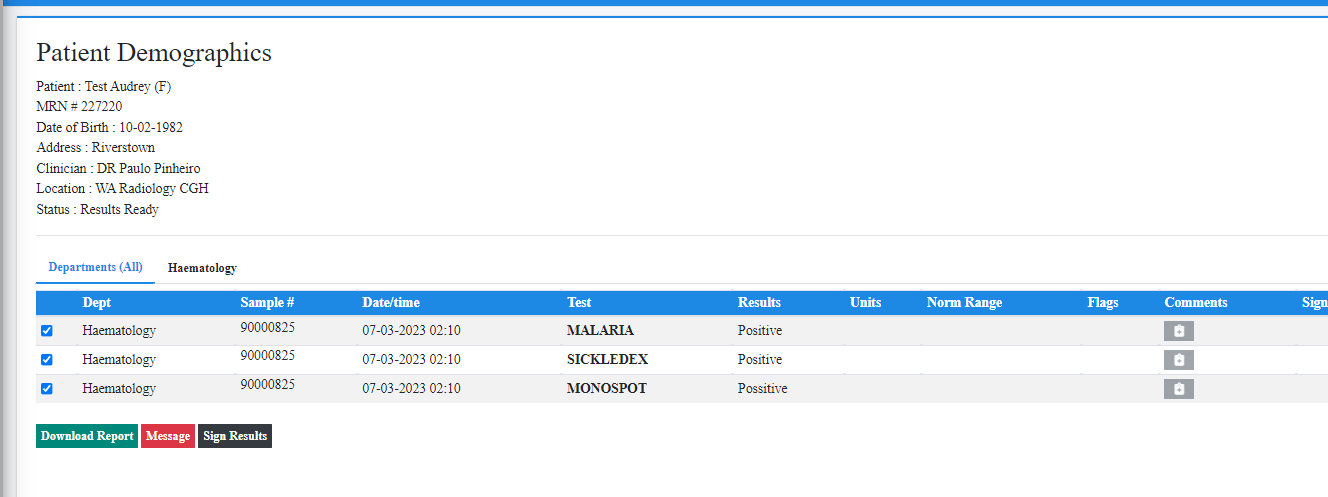 Patient Demographics
Patient : Test Audrey (F)
MRN # 227220
Date of Birth : 10-02-1982
Address : Riverstown
Clinician : DR Paulo Pinheiro
Location : WA Radiology CGH
Status : Results Ready
Departments (All) Haematology
Dept Sample # Date/time Test Results Units Norm Range Flags Comments Sign
Haematology 90000825 07-03-2023 02:10 MALARIA Positive
Haematology 90000825 07-03-2023 02:10 SICKLEDEX Positive
Haematology 90000825 07-03-2023 02:10 MONOSPOT Possitive
Download Report Message Sign Results